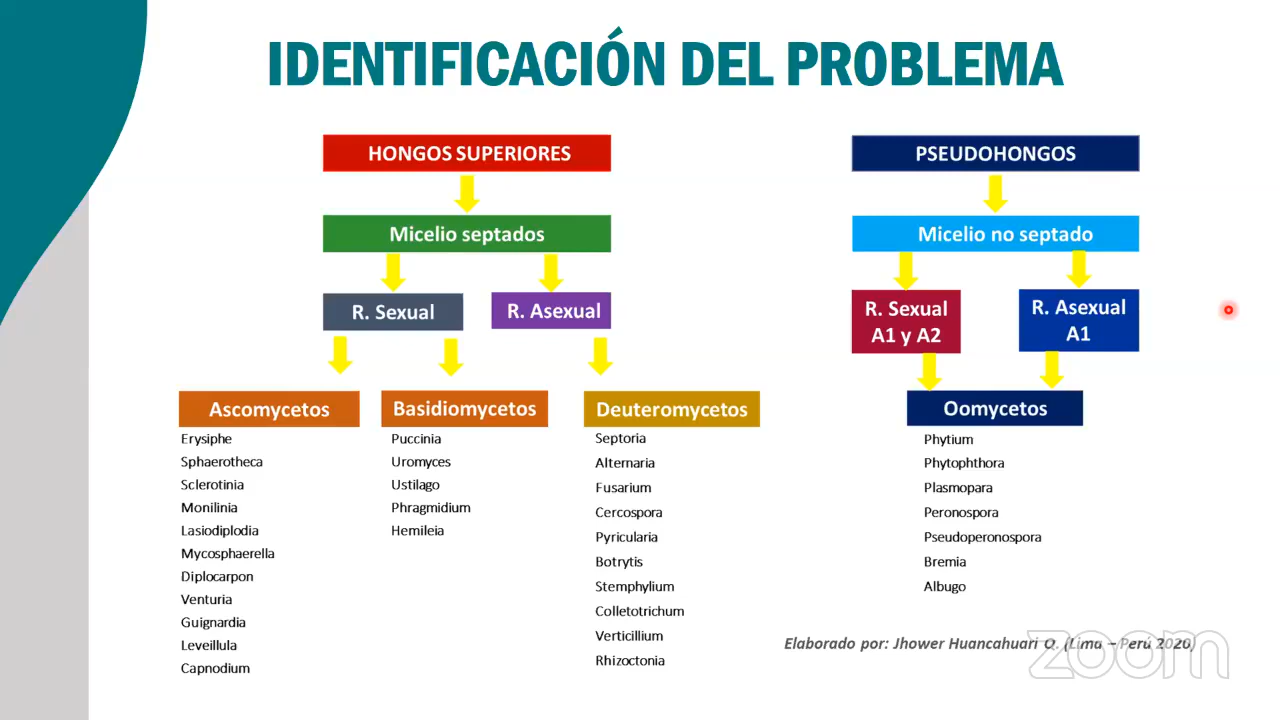 IDENTIFICACIÓN DEL PROBLEMA
HONGOS SUPERIORES
Micelio septados
R. Sexual
R. Asexual
Ascomycetos
Erysiphe
Sphaerotheca
Sclerotinia
Monilinia
Lasiodiplodia
Mycosphaerella
Diplocarpon
Venturia
Guignardia
Leveillula
Capnodium
Basidiomycetos
Puccinia
Uromyces
Ustilago
Phragmidium
Hemileia
Deuteromycetos
Septoria
Alternaria
Fusarium
Cercospora
Pyricularia
Botrytis
Stemphylium
Colletotrichum
Verticillium
Rhizoctonia
PSEUDOHONGOS
Micelio no septado
R. Sexual
A1 y A2
R. Asexual
A1
Oomycetos
Phytium
Phytophthora
Plasmopara
Peronospora
Pseudoperonospora
Bremia
Albugo
Elaborado por: Jhower Huancahuari Q. (Lima – Perú 2020)
zoom